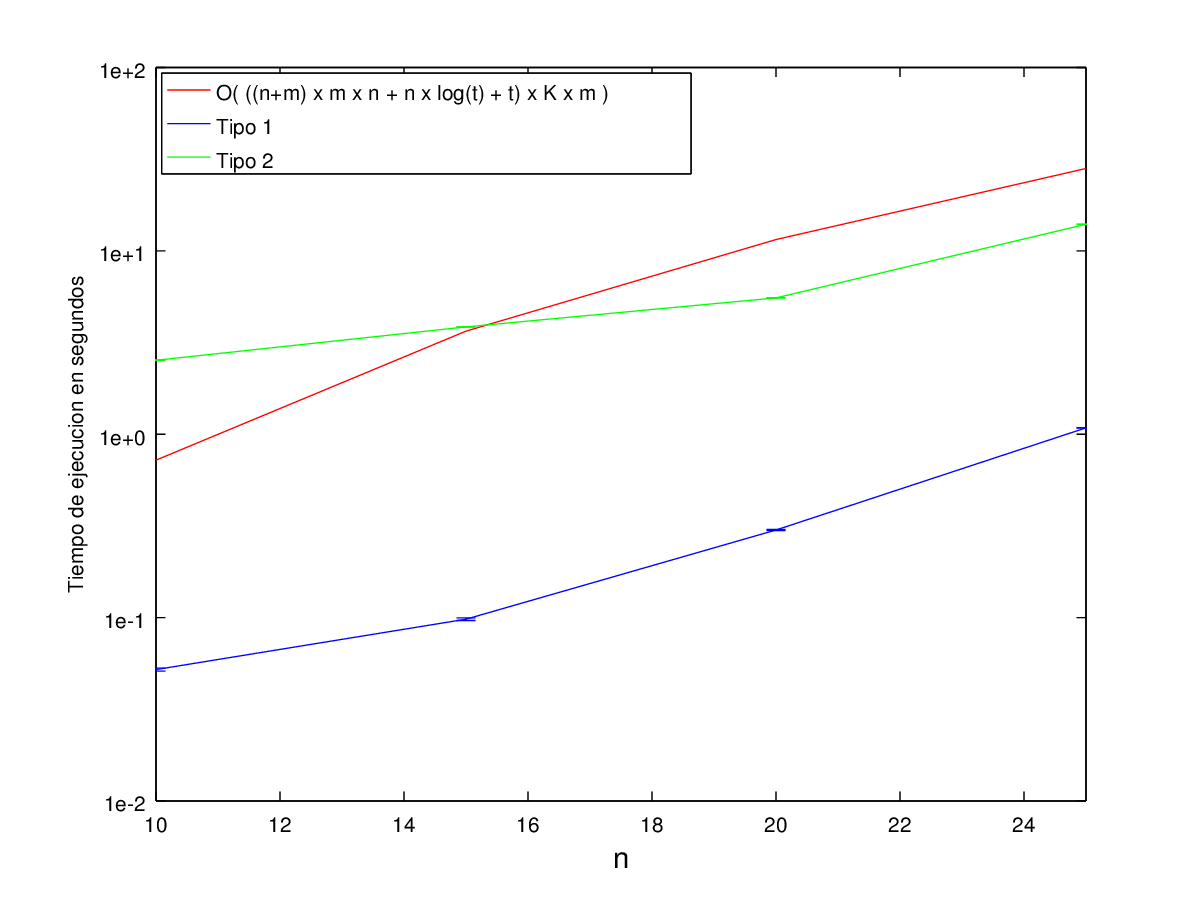 1e+2
O( ((n+m) x m x n + n x log(t) + t) x K x m )
Tipo 1
Tipo 2
1e+1
Tiempo de ejecucion en segundos
1e+0
1e-1
1e-2
10 12 14 16 18 20 22 24
n